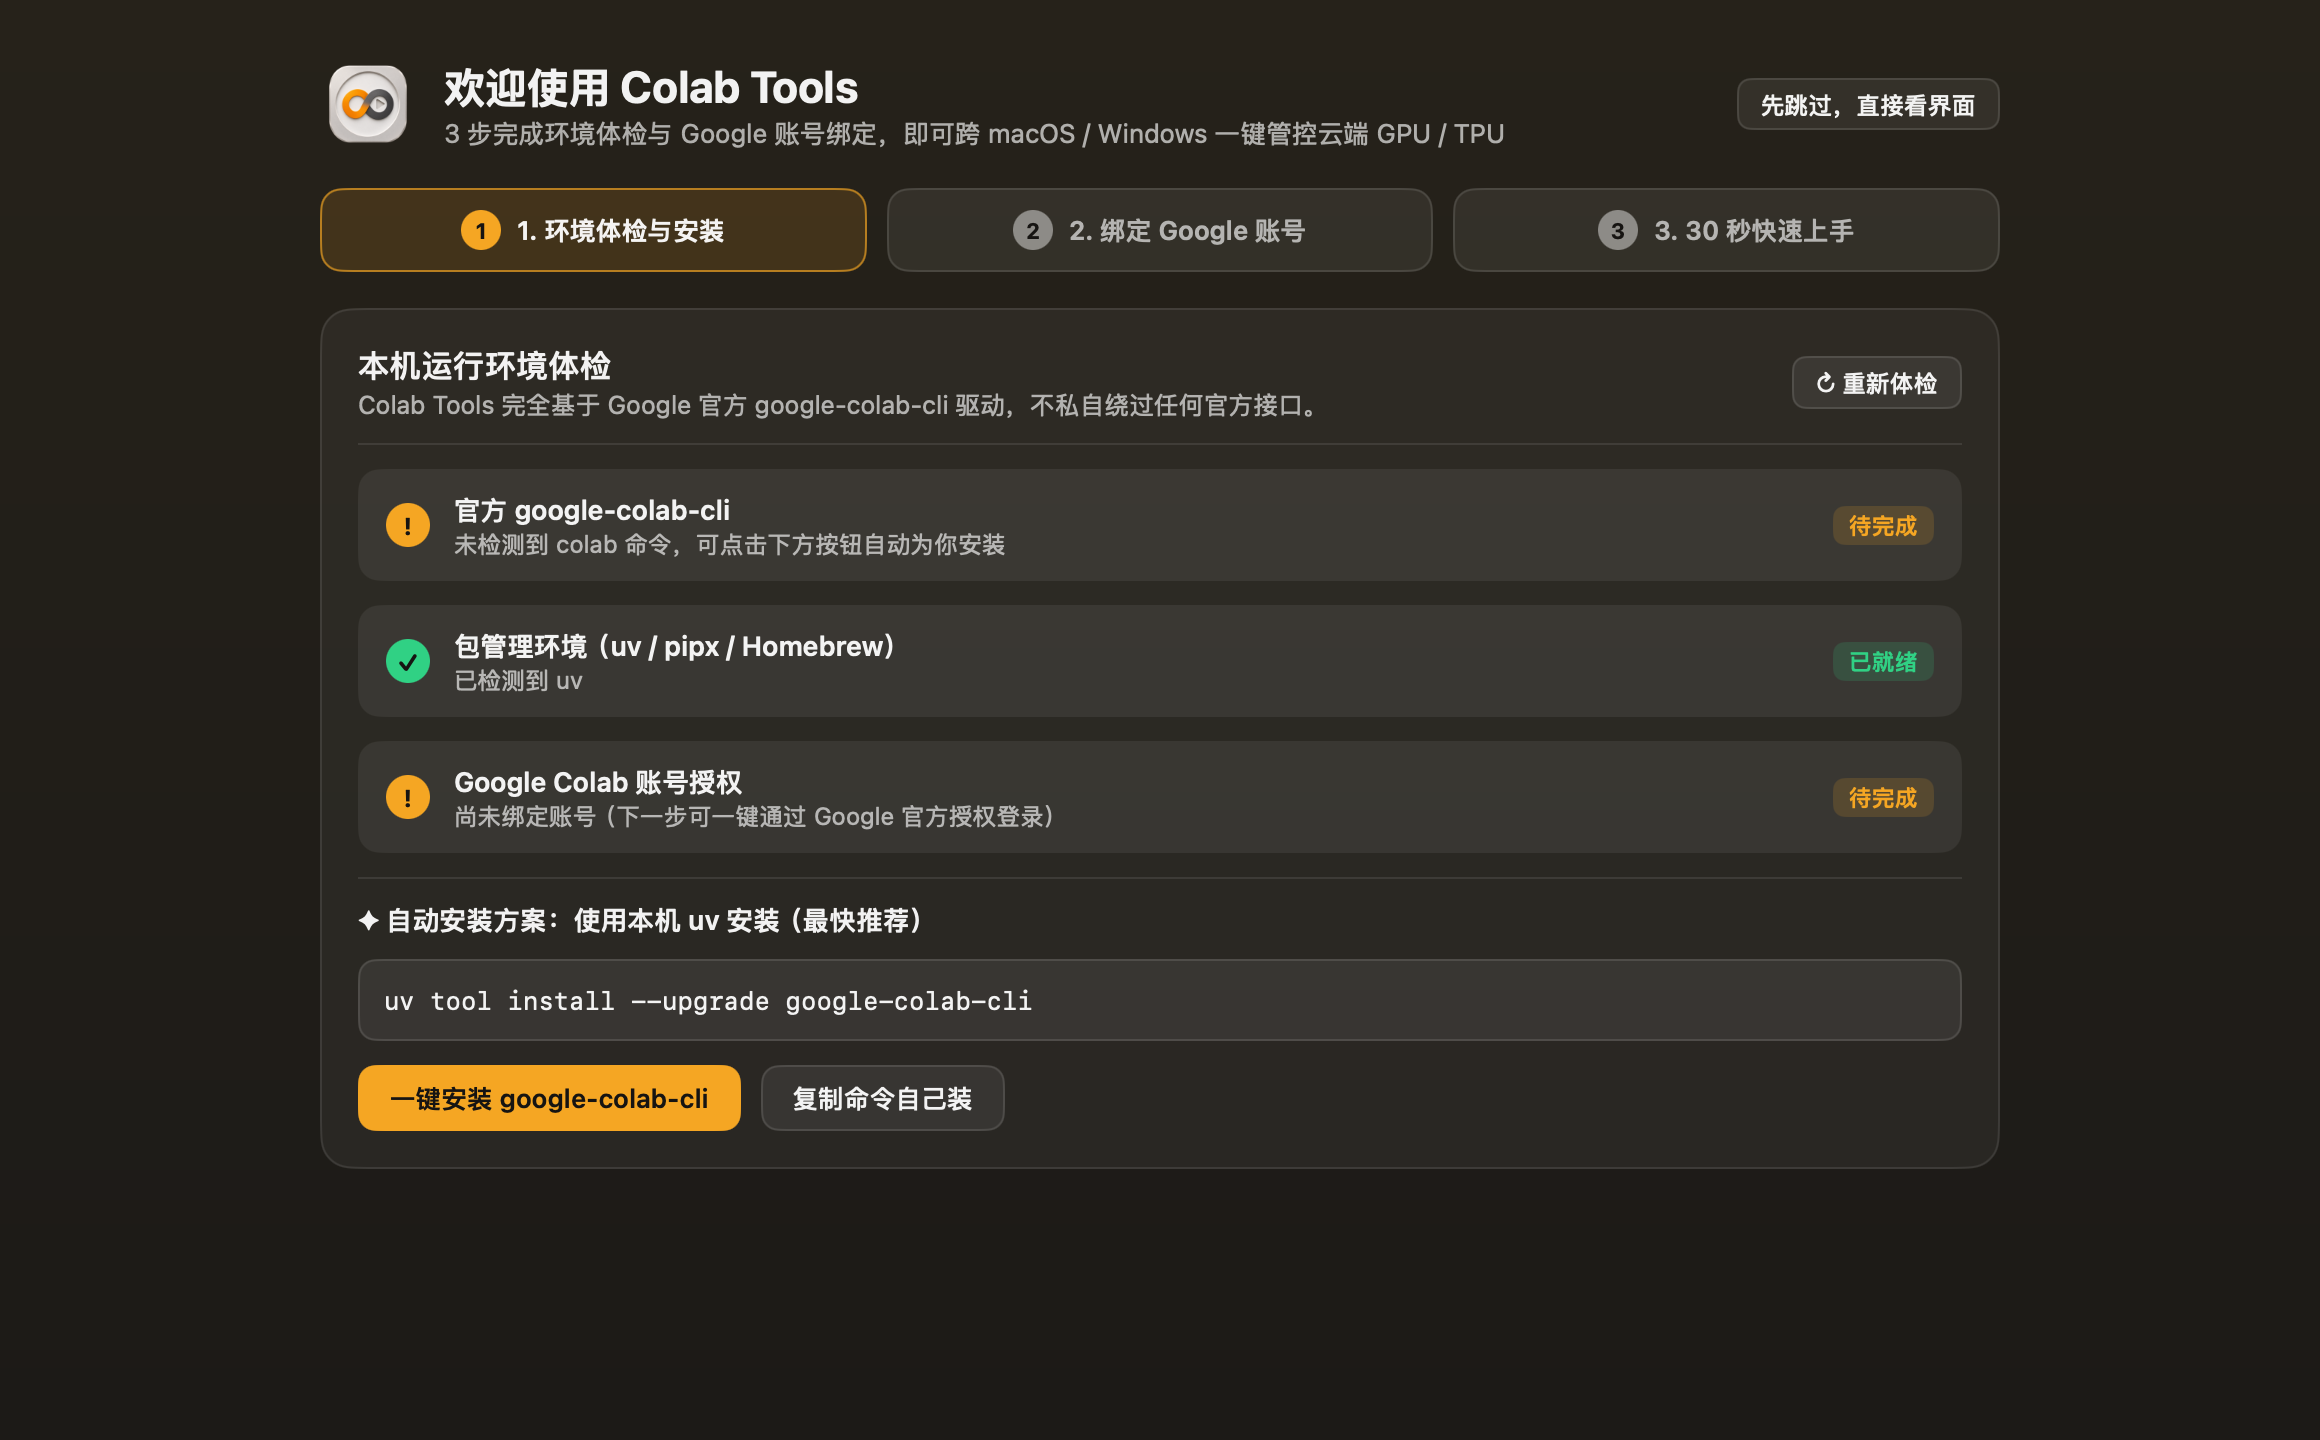 欢迎使用 Colab Tools
3 步完成环境体检与 Google 账号绑定，即可跨 macOS / Windows 一键管控云端 GPU / TPU
先跳过，直接看界面
1 1. 环境体检与安装
2 2. 绑定 Google 账号
3 3. 30 秒快速上手
本机运行环境体检
Colab Tools 完全基于 Google 官方 google-colab-cli 驱动，不私自绕过任何官方接口。
↻ 重新体检
官方 google-colab-cli
未检测到 colab 命令，可点击下方按钮自动为你安装
待完成
包管理环境（uv / pipx / Homebrew）
已检测到 uv
已就绪
Google Colab 账号授权
尚未绑定账号（下一步可一键通过 Google 官方授权登录）
待完成
✦ 自动安装方案：使用本机 uv 安装（最快推荐）
uv tool install --upgrade google-colab-cli
一键安装 google-colab-cli
复制命令自己装